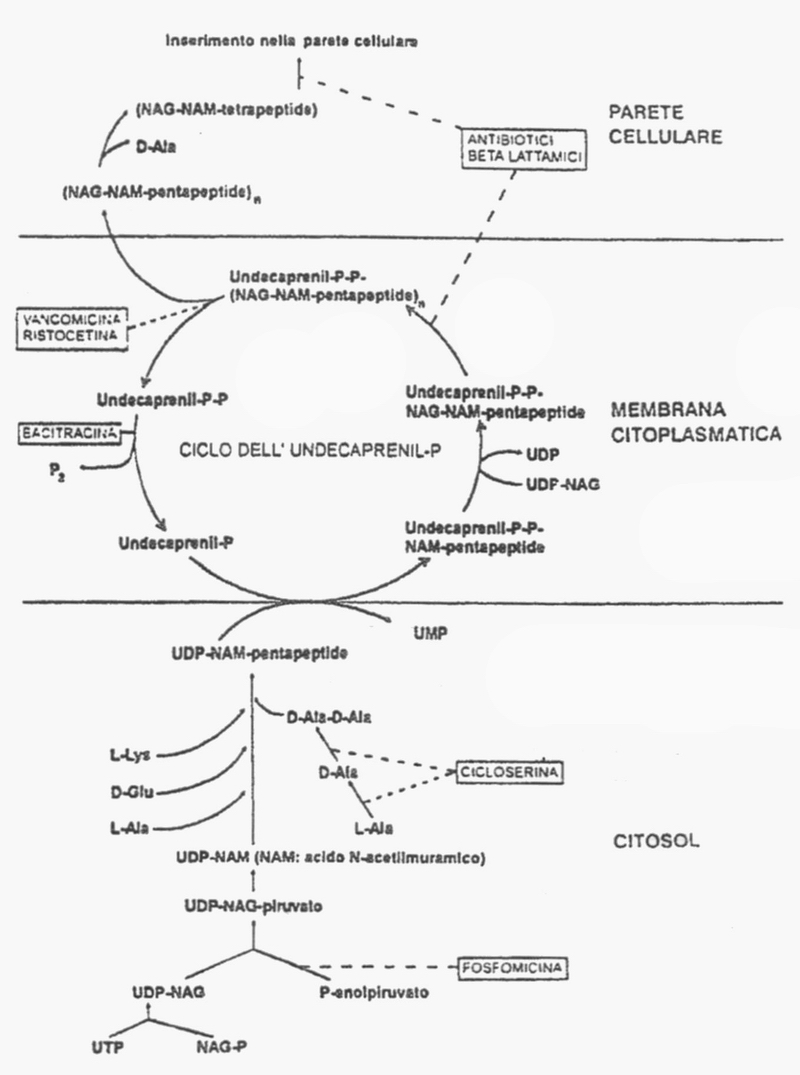 Inserimento nella parete cellulare
(NAG-NAM-tetrapeptide)
D-Ala
(NAG-NAM-pentapeptide)n
ANTIBIOTICI
BETA LATTAMICI
PARETE
CELLULARE
Undecaprenil-P-P-
(NAG-NAM-pentapeptide)n
VANCOMICINA
RISTOCETINA
Undecaprenil-P-P
Undecaprenil-P-P-
NAG-NAM-pentapeptide
MEMBRANA
CITOPLASMATICA
BACITRACINA
CICLO DELL' UNDECAPRENIL-P
UDP
P2
UDP-NAG
Undecaprenil-P
Undecaprenil-P-P-
NAM-pentapeptide
UMP
UDP-NAM-pentapeptide
D-Ala-D-Ala
L-Lys
D-Ala
CICLOSERINA
D-Glu
L-Ala
L-Ala
CITOSOL
UDP-NAM (NAM: acido N-acetilmuramico)
UDP-NAG-piruvato
FOSFOMICINA
UDP-NAG
P-enolpiruvato
UTP
NAG-P